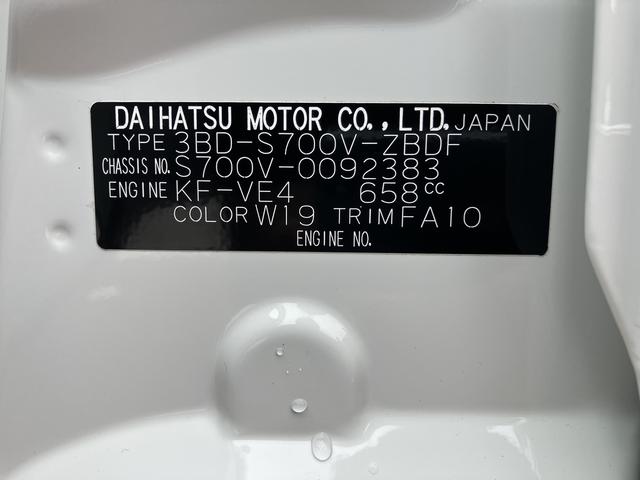 DAIHATSU MOTOR CO., LTD. JAPAN
TYPE 3BD-S700V-ZBDF
CHASSIS NO. S700V-0092383
ENGINE KF-VE4 658CC
COLOR W19 TRIM FA10
ENGINE NO.